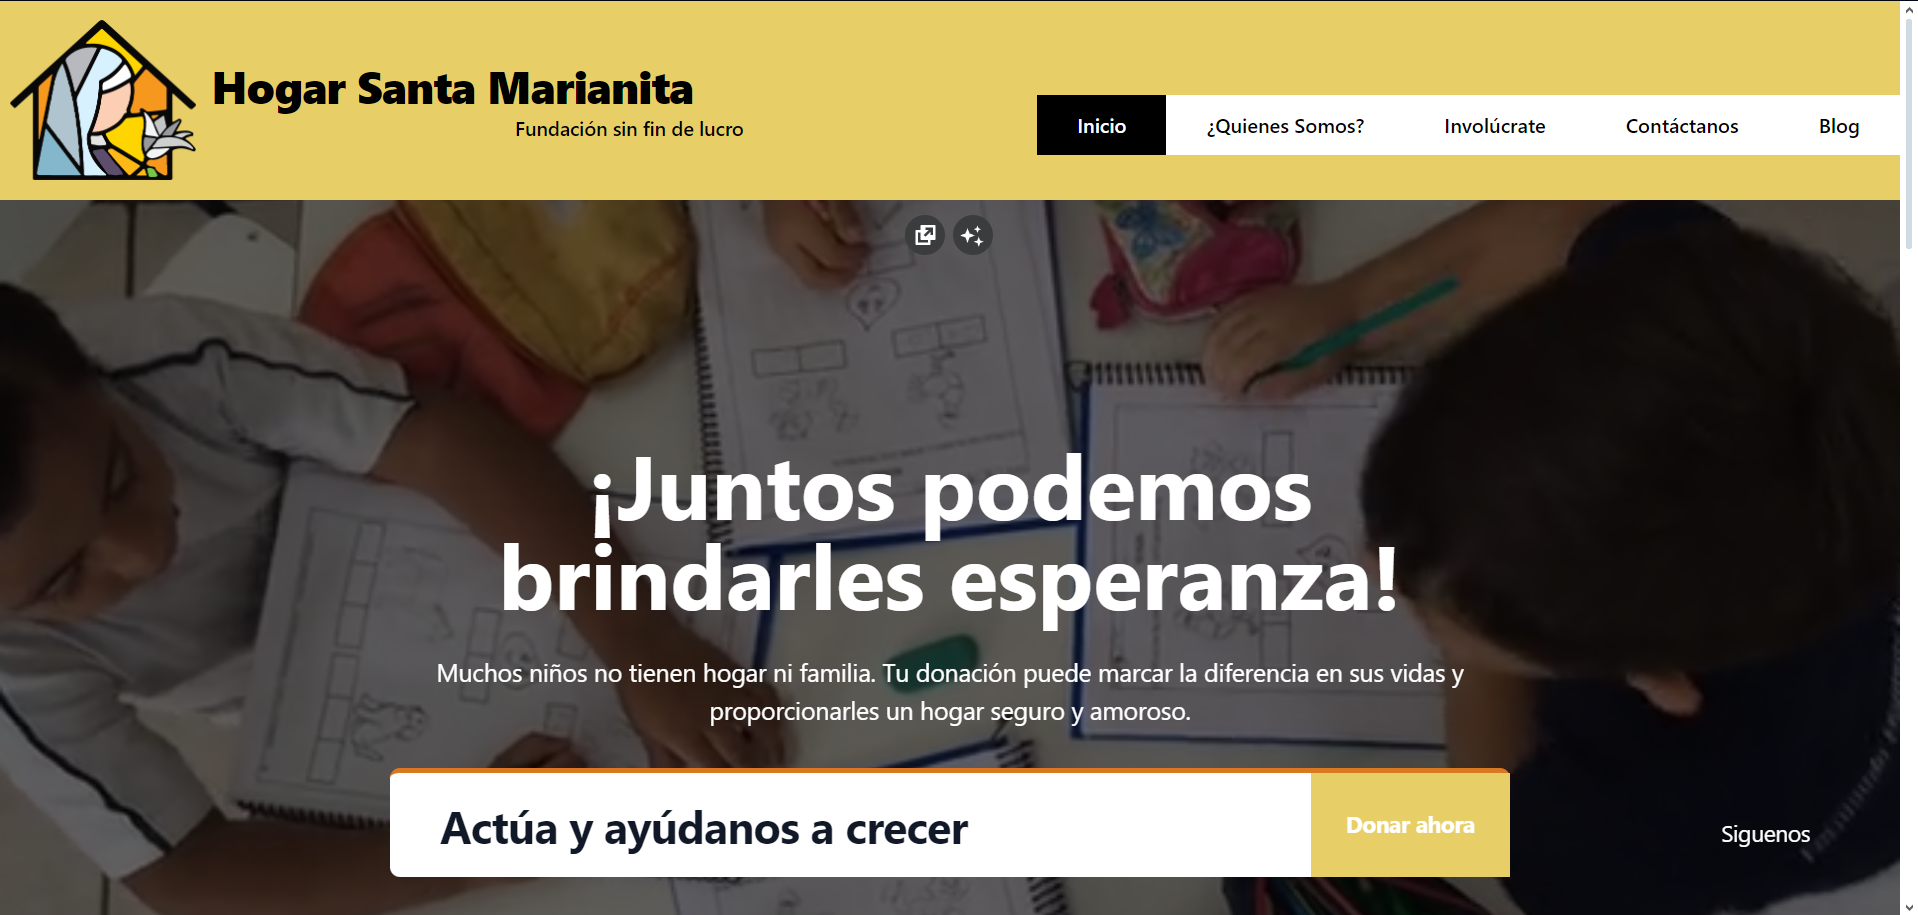 Hogar Santa Marianita
Fundación sin fin de lucro
Inicio
¿Quienes Somos?
Involúcrate
Contáctanos
Blog
¡Juntos podemos
brindarles esperanza!
Muchos niños no tienen hogar ni familia. Tu donación puede marcar la diferencia en sus vidas y
proporcionarles un hogar seguro y amoroso.
Actúa y ayúdanos a crecer
Donar ahora
Siguenos